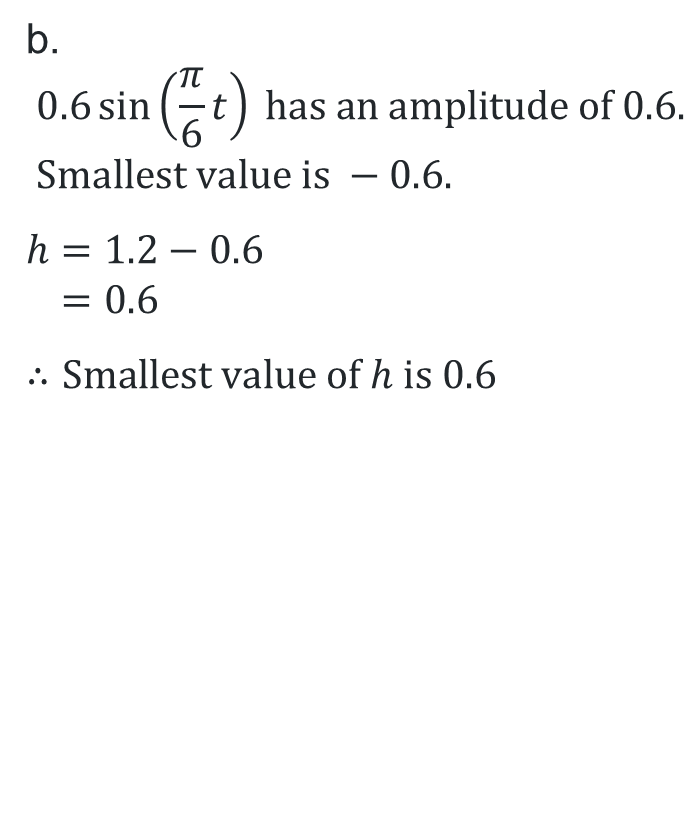 b.
0.6 sin (π/6 t) has an amplitude of 0.6.
Smallest value is − 0.6.
h = 1.2 − 0.6
= 0.6
∴ Smallest value of h is 0.6